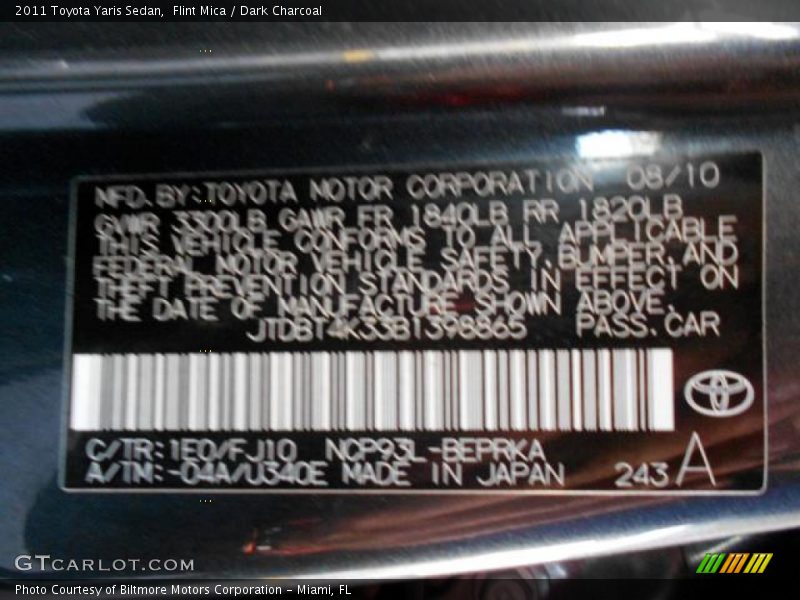 2011 Toyota Yaris Sedan,  Flint Mica / Dark Charcoal
MFD. BY:TOYOTA MOTOR CORPORATION 08/10
GVWR 3300LB GAWR FR 1840LB RR 1820LB
THIS VEHICLE CONFORMS TO ALL APPLICABLE
FEDERAL MOTOR VEHICLE SAFETY,BUMPER,AND
THEFT PREVENTION STANDARDS IN EFFECT ON
THE DATE OF MANUFACTURE SHOWN ABOVE.
JTDBT4K33B1398865 PASS.CAR
C/TR:1E0/FJ10 NCP93L-BEPRKA
A/TM:-04A/U340E MADE IN JAPAN 243 A
GTCARLOT.COM
Photo Courtesy of Biltmore Motors Corporation - Miami, FL